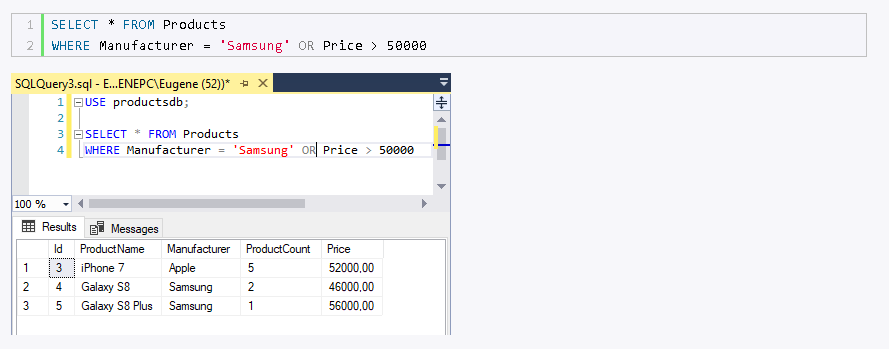 1 SELECT * FROM Products
2 WHERE Manufacturer = 'Samsung' OR Price > 50000
SQLQuery3.sql - E...ENEPC\Eugene (52))*
1 USE productsdb;
2
3 SELECT * FROM Products
4 WHERE Manufacturer = 'Samsung' OR Price > 50000
100 %
Results Messages
Id ProductName Manufacturer ProductCount Price
1 3 iPhone 7 Apple 5 52000,00
2 4 Galaxy S8 Samsung 2 46000,00
3 5 Galaxy S8 Plus Samsung 1 56000,00